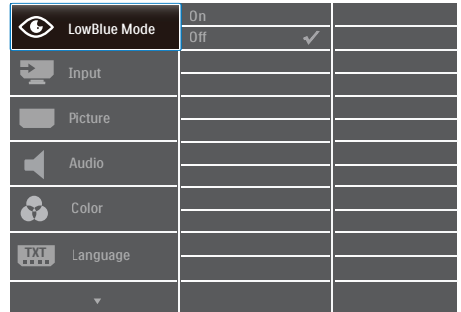 LowBlue Mode
On
Off
Input
Picture
Audio
Color
TXT
Language